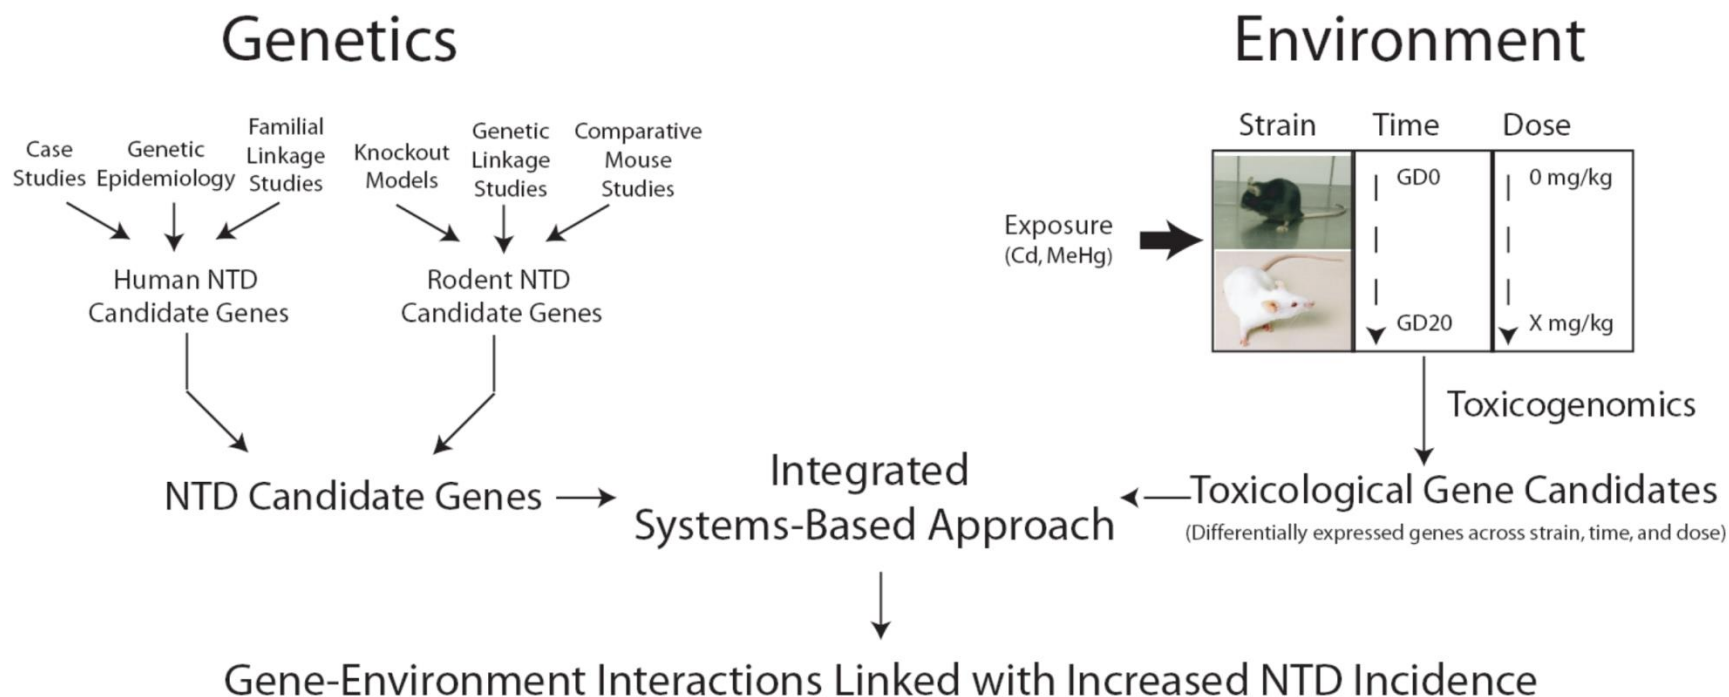 Genetics
Environment
Case
Studies
Genetic
Epidemiology
Familial
Linkage
Studies
Knockout
Models
Genetic
Linkage
Studies
Comparative
Mouse
Studies
Human NTD
Candidate Genes
Rodent NTD
Candidate Genes
NTD Candidate Genes
Strain
Time
Dose
Exposure
(Cd, MeHg)
GD0
GD20
0 mg/kg
X mg/kg
Toxicogenomics
Toxicological Gene Candidates
(Differentially expressed genes across strain, time, and dose)
Integrated
Systems-Based Approach
Gene-Environment Interactions Linked with Increased NTD Incidence